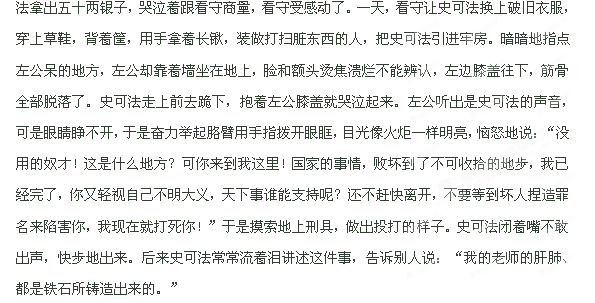 法拿出五十两银子，哭泣着跟看守商量，看守受感动了。一天，看守让史可法换上破旧衣服，
穿上草鞋，背着筐，用手拿着长锹，装做打扫脏东西的人，把史可法引进牢房。暗暗地指点
左公呆的地方，左公却靠着墙坐在地上，脸和额头烫焦溃烂不能辨认，左边膝盖往下，筋骨
全部脱落了。史可法走上前去跪下，抱着左公膝盖就哭泣起来。左公听出是史可法的声音，
可是眼睛睁不开，于是奋力举起胳臂用手指拨开眼眶，目光像火炬一样明亮，恼怒地说：“没
用的奴才！这是什么地方？可你来到我这里！国家的事情，败坏到了不可收拾的地步，我已
经完了，你又轻视自己不明大义，天下事谁能支持呢？还不赶快离开，不要等到坏人捏造罪
名来陷害你，我现在就打死你！”于是摸索地上刑具，做出投打的样子。史可法闭着嘴不敢
出声，快步地出来。后来史可法常常流着泪讲述这件事，告诉别人说：“我的老师的肝肺、
都是铁石所铸造出来的。”